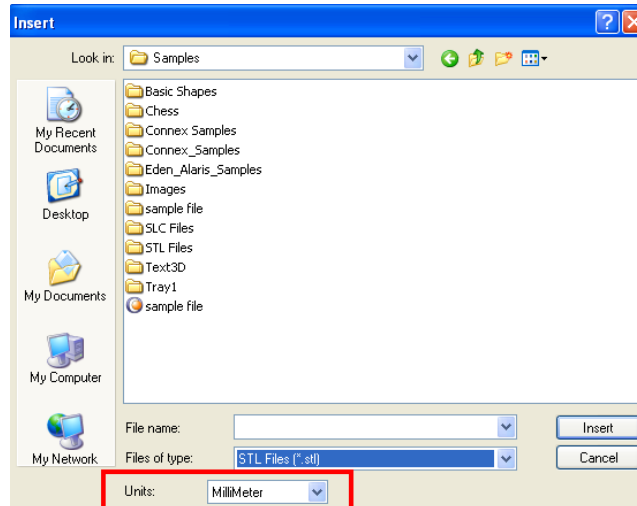 Insert
Look in:
Samples
My Recent
Documents
Desktop
My Documents
My Computer
My Network
Basic Shapes
Chess
Connex Samples
Connex_Samples
Eden_Alaris_Samples
Images
sample file
SLC Files
STL Files
Text3D
Tray1
sample file
File name:
Insert
Files of type:
STL Files (*.stl)
Cancel
Units:
MilliMeter